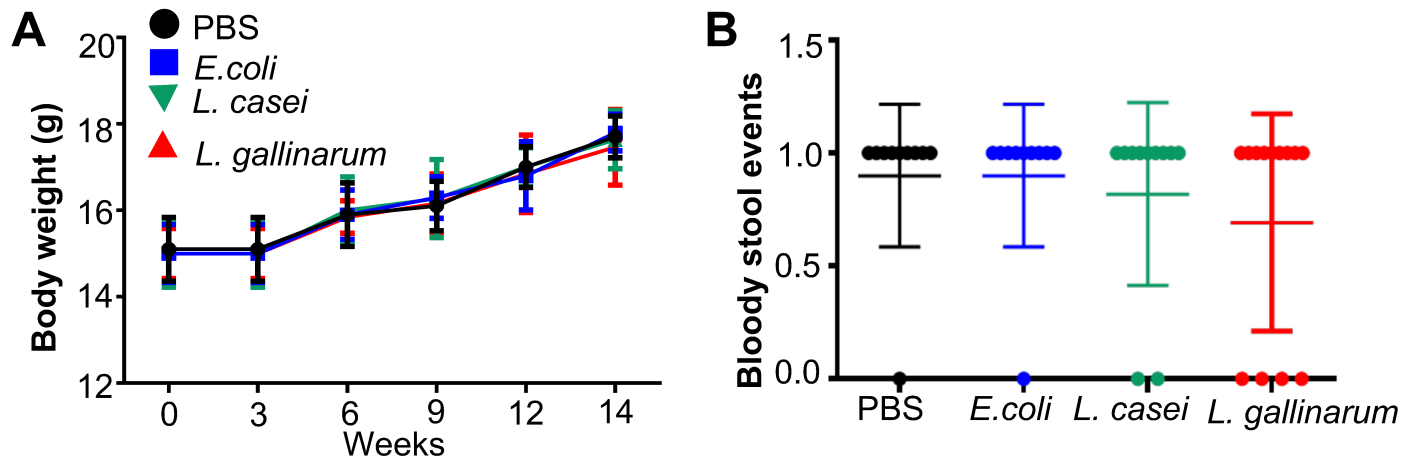 A
PBS
E.coli
L. casei
L. gallinarum
Body weight (g)
20
18
16
14
12
0 3 6 9 12 14
Weeks
B
Bloody stool events
1.5
1.0
0.5
0.0
PBS E.coli L. casei L. gallinarum